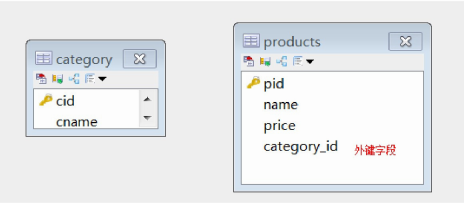 category
cid
cname
products
pid
name
price
category_id 外键字段